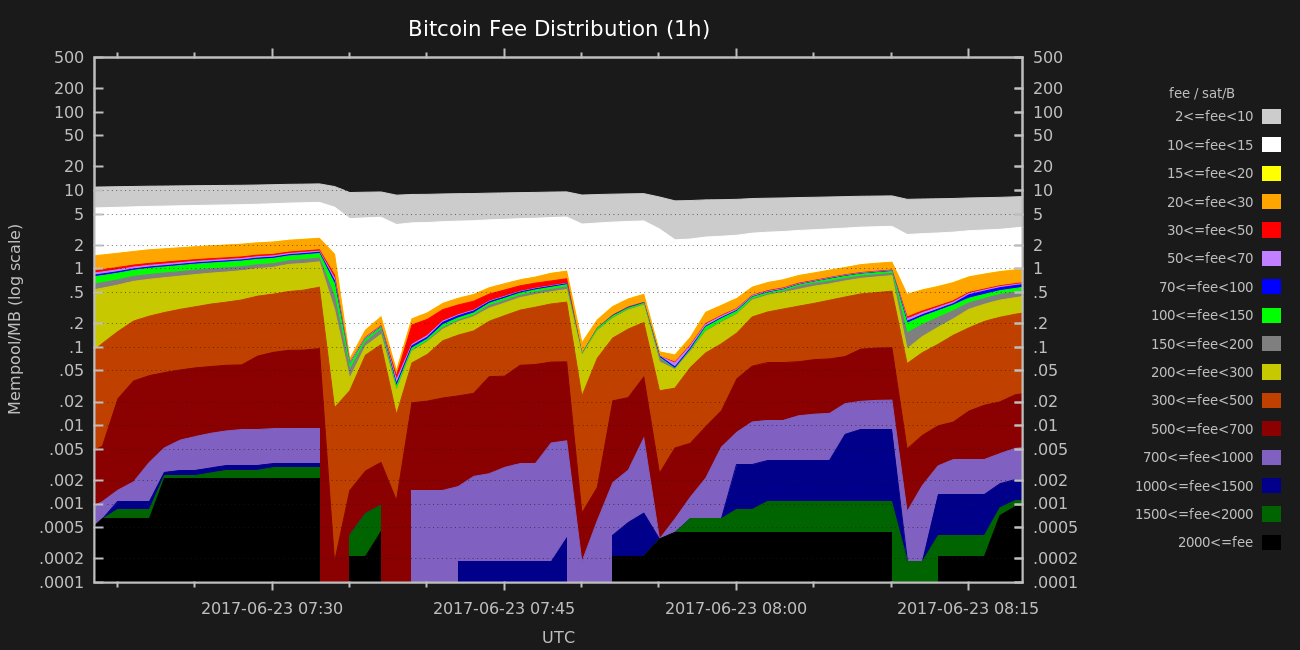 Bitcoin Fee Distribution (1h)
500 500
200 200
100 100
50 50
20 20
10 10
5 5
2 2
1 1
.5 .5
.2 .2
.1 .1
.05 .05
.02 .02
.01 .01
.005 .005
.002 .002
.001 .001
.0005 .0005
.0002 .0002
.0001 .0001
Mempool/MB (log scale)
2017-06-23 07:30 2017-06-23 07:45 2017-06-23 08:00 2017-06-23 08:15
UTC
fee / sat/B
2<=fee<10
10<=fee<15
15<=fee<20
20<=fee<30
30<=fee<50
50<=fee<70
70<=fee<100
100<=fee<150
150<=fee<200
200<=fee<300
300<=fee<500
500<=fee<700
700<=fee<1000
1000<=fee<1500
1500<=fee<2000
2000<=fee